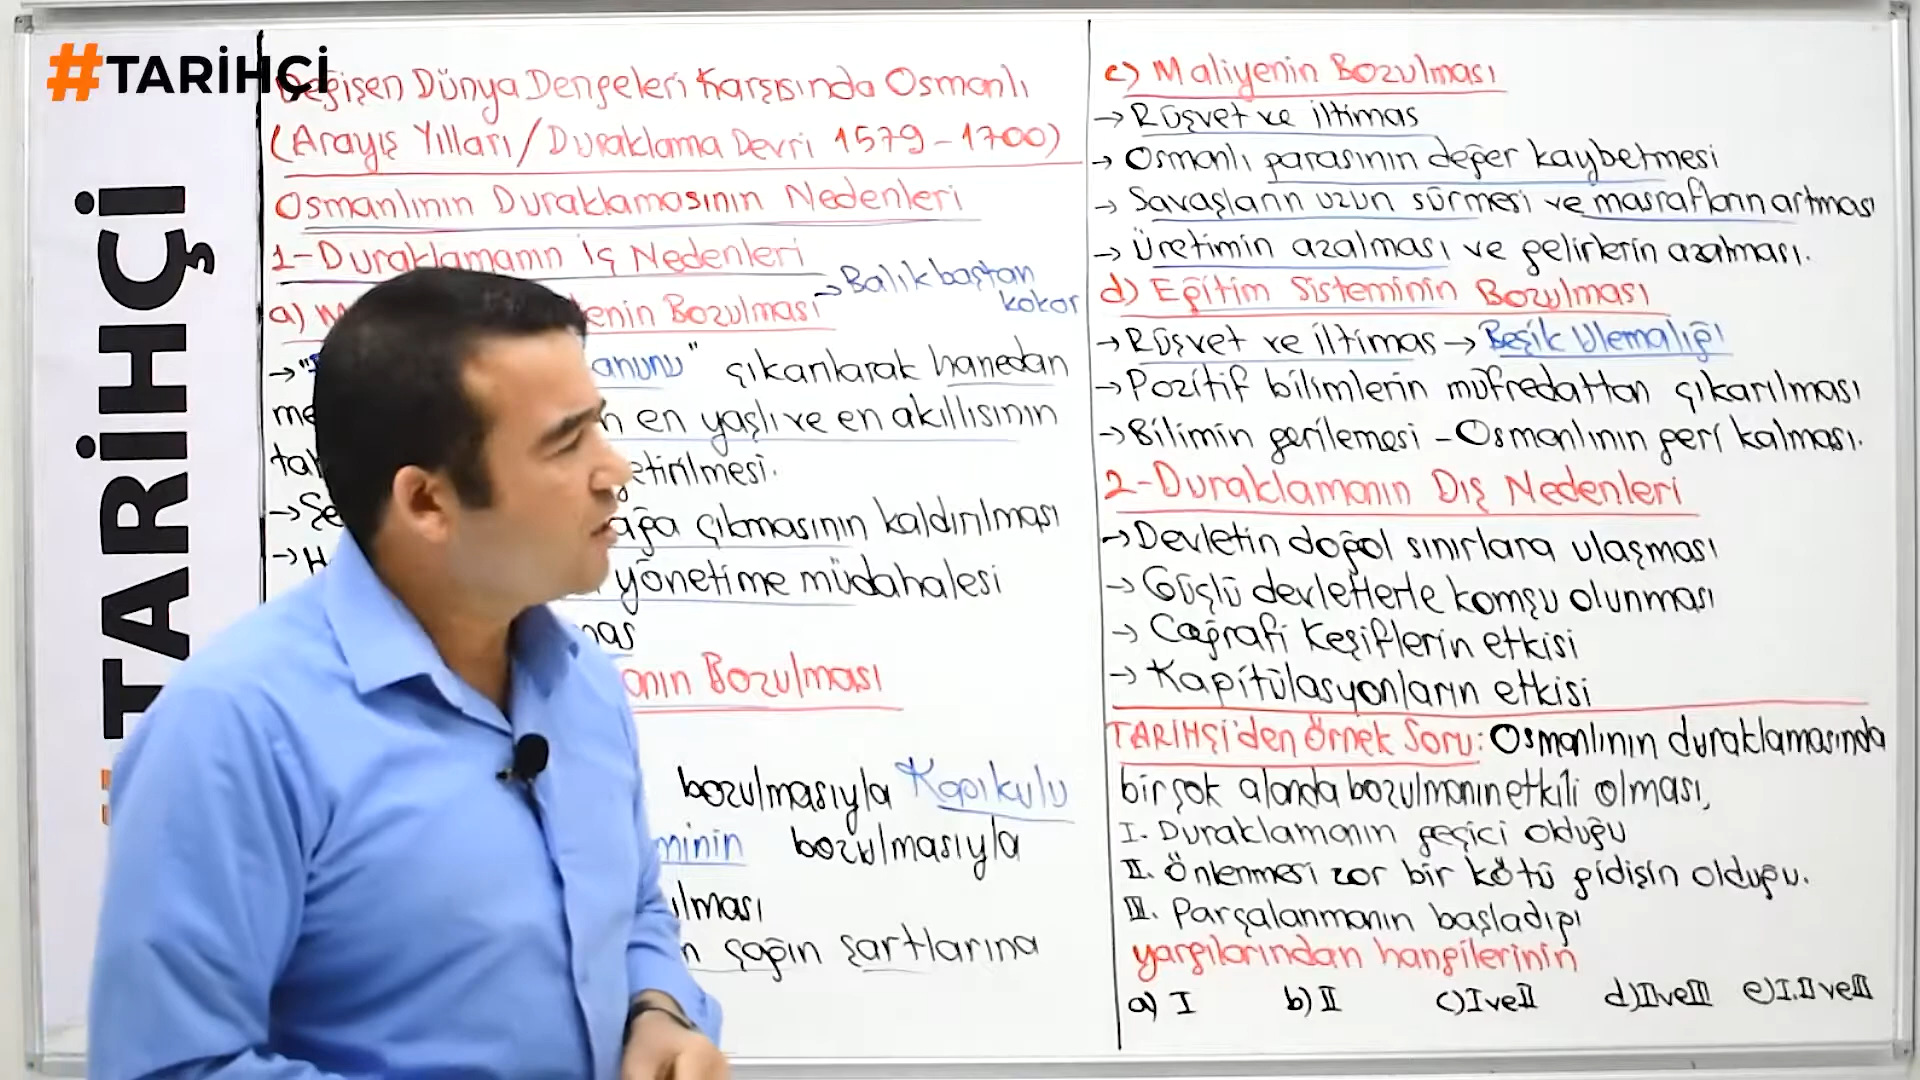 #TARİHÇİ
#TARİHÇİ
Değişen Dünya Dengeleri Karşısında Osmanlı
(Arayış Yılları/Duraklama Devri 1579-1700)
Osmanlının Duraklamasının Nedenleri
1-Duraklamanın İç Nedenleri
→Balık baştan
kokar
a) M enin Bozulması
→" anunu" çıkarılarak hanedan
en yaşlı ve en akıllısının
etirilmesi.
çıkmasının kaldırılması
yönetime müdahalesi
anın Bozulması
bozulmasıyla Kapıkulu
minin bozulmasıyla
ılması
n çağın şartlarına
c) Maliyenin Bozulması
→Rüşvet ve iltimas
→ Osmanlı parasının değer kaybetmesi
→ Savaşların uzun sürmesi ve masrafların artması
→ Üretimin azalması ve gelirlerin azalması.
d) Eğitim Sisteminin Bozulması
→Rüşvet ve iltimas → Beşik Ulemalığı
→Pozitif bilimlerin müfredattan çıkarılması
→Bilimin gerilemesi - Osmanlının geri kalması.
2-Duraklamanın Dış Nedenleri
→Devletin doğal sınırlara ulaşması
→ Güçlü devletlerle komşu olunması
→ Coğrafi Keşiflerin etkisi
→ Kapitülasyonların etkisi
TARİHÇİ'den Örnek Soru: Osmanlının duraklamasında
birçok alanda bozulmanın etkili olması,
I. Duraklamanın geçici olduğu
II. Önlenmesi zor bir kötü gidişin olduğu.
III. Parçalanmanın başladığı
yargılarından hangilerinin
a) I b) II c) I ve II d) II ve III e) I. II ve III